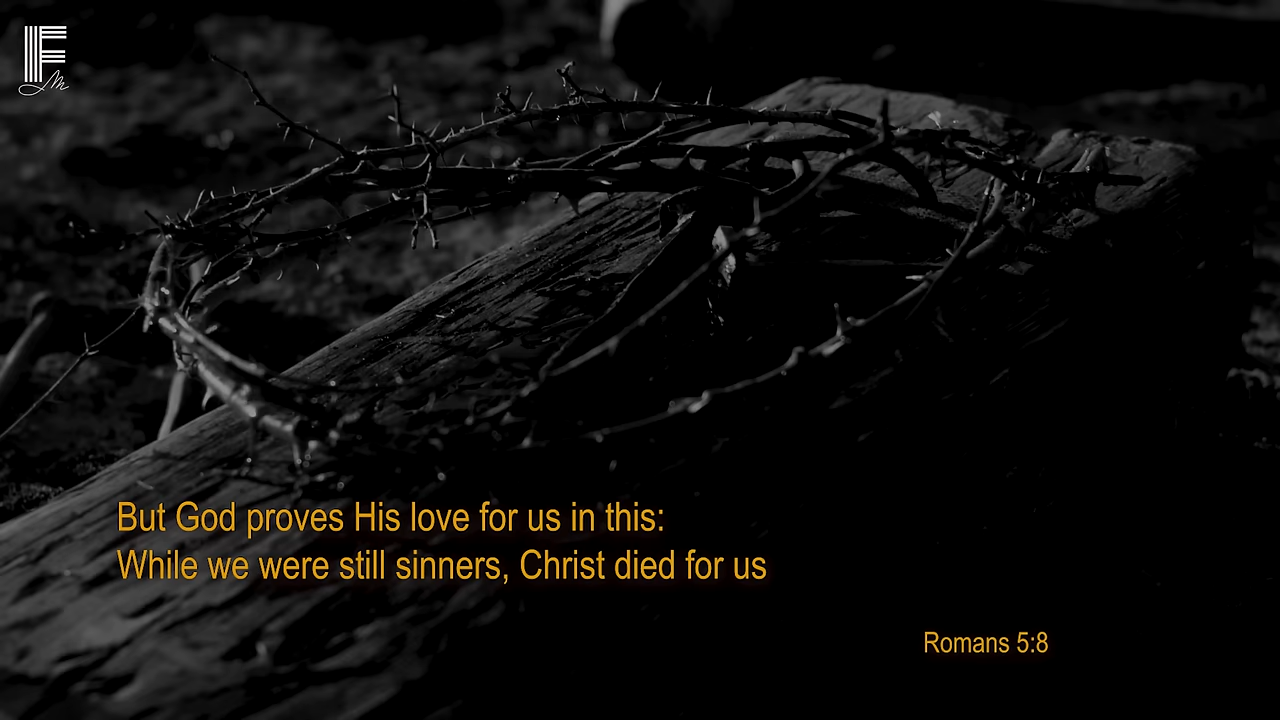 F
m
But God proves His love for us in this:
While we were still sinners, Christ died for us
Romans 5:8